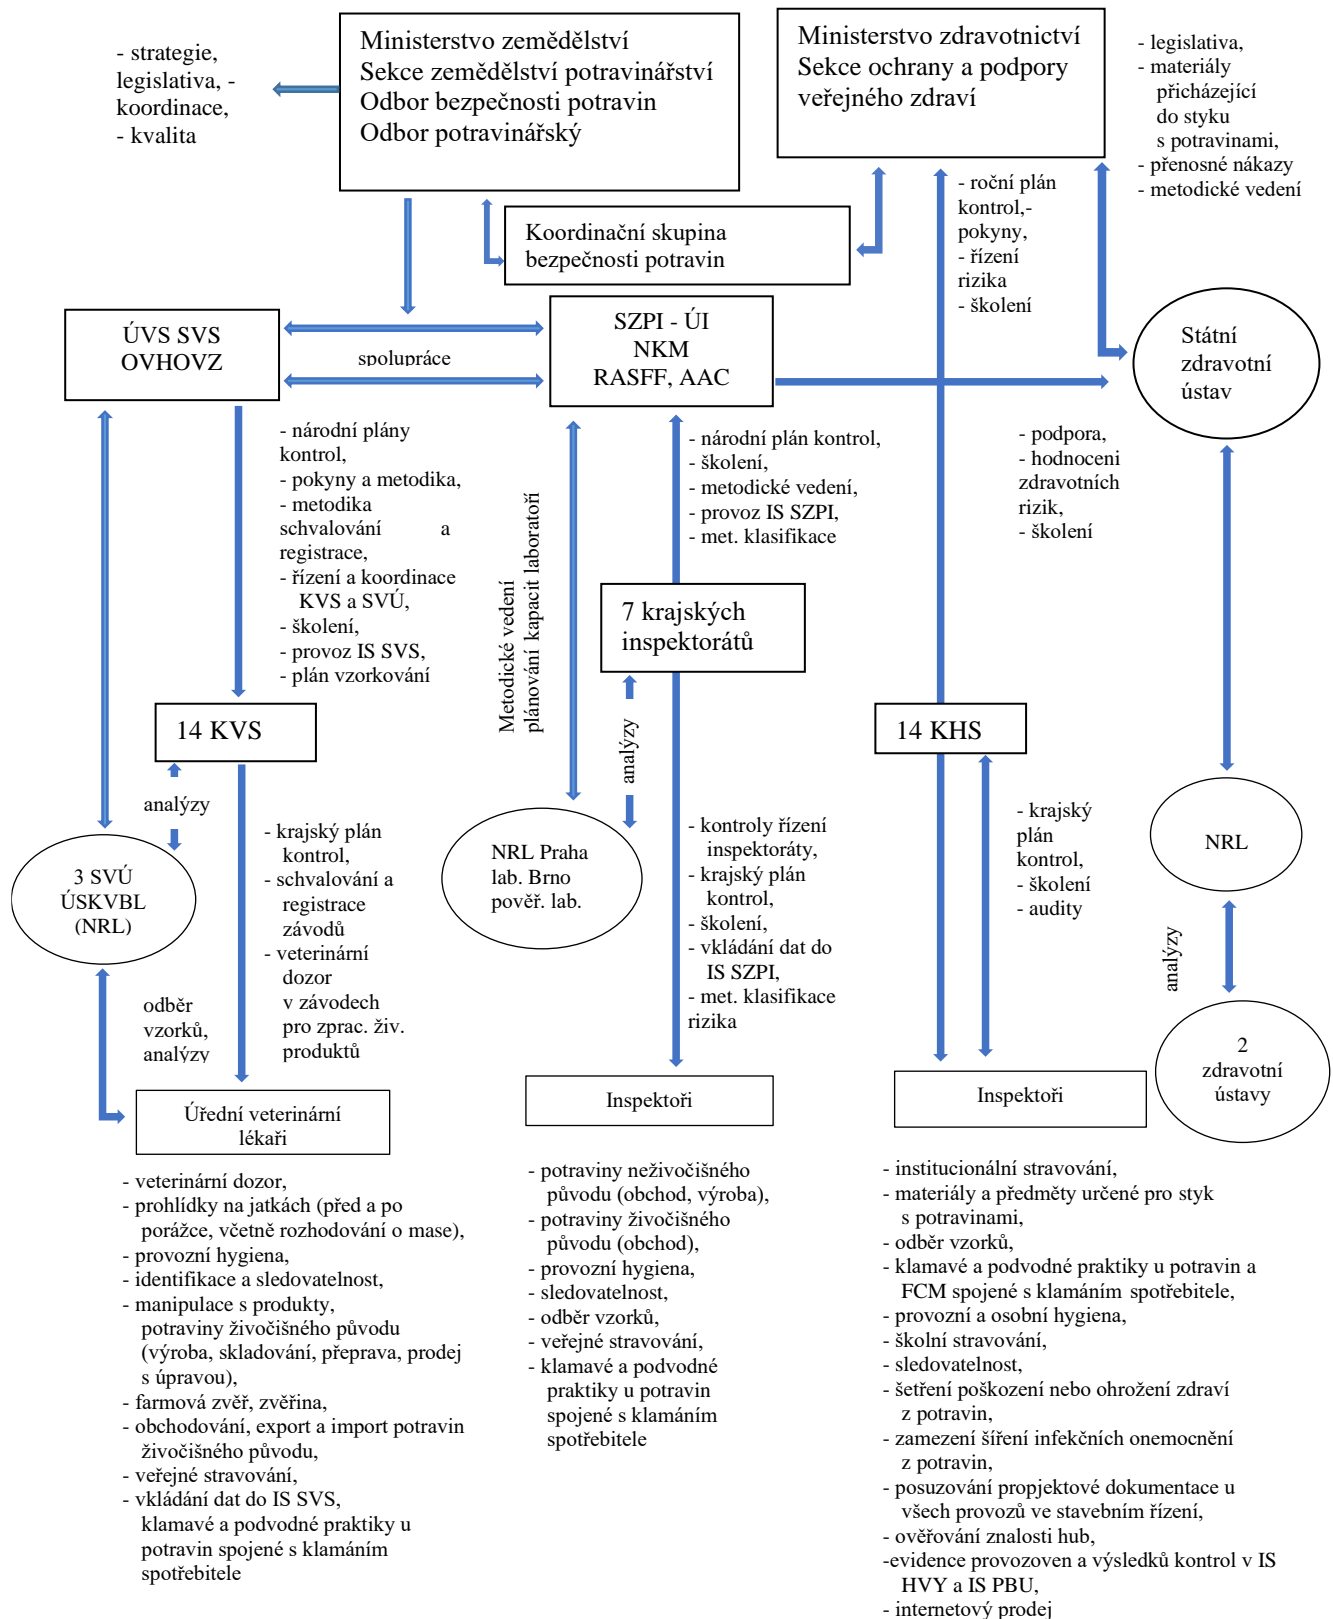 - strategie,
legislativa, -
koordinace,
- kvalita
Ministerstvo zemědělství
Sekce zemědělství potravinářství
Odbor bezpečnosti potravin
Odbor potravinářský
Ministerstvo zdravotnictví
Sekce ochrany a podpory
veřejného zdraví
- legislativa,
- materiály
přicházející
do styku
s potravinami,
- přenosné nákazy
- metodické vedení
Koordinační skupina
bezpečnosti potravin
- roční plán
kontrol,-
pokyny,
- řízení
rizika
- školení
ÚVS SVS
OVHOVZ
spolupráce
SZPI - ÚI
NKM
RASFF, AAC
Státní
zdravotní
ústav
- národní plány
kontrol,
- pokyny a metodika,
- metodika
schvalování a
registrace,
- řízení a koordinace
KVS a SVÚ,
- školení,
- provoz IS SVS,
- plán vzorkování
Metodické vedení
plánování kapacit laboratoří
- národní plán kontrol,
- školení,
- metodické vedení,
- provoz IS SZPI,
- met. klasifikace
- podpora,
- hodnoceni
zdravotních
rizik,
- školení
7 krajských
inspektorátů
14 KVS
analýzy
14 KHS
analýzy
3 SVÚ
ÚSKVBL
(NRL)
- krajský plán
kontrol,
- schvalování a
registrace
závodů
- veterinární
dozor
v závodech
pro zprac. živ.
produktů
NRL Praha
lab. Brno
pověř. lab.
- kontroly řízení
inspektoráty,
- krajský plán
kontrol,
- školení,
- vkládání dat do
IS SZPI,
- met. klasifikace
rizika
- krajský
plán
kontrol,
- školení
- audity
NRL
analýzy
odběr
vzorků,
analýzy
2
zdravotní
ústavy
Úřední veterinární
lékaři
Inspektoři
Inspektoři
- veterinární dozor,
- prohlídky na jatkách (před a po
porážce, včetně rozhodování o mase),
- provozní hygiena,
- identifikace a sledovatelnost,
- manipulace s produkty,
potraviny živočišného původu
(výroba, skladování, přeprava, prodej
s úpravou),
- farmová zvěř, zvěřina,
- obchodování, export a import potravin
živočišného původu,
- veřejné stravování,
- vkládání dat do IS SVS,
klamavé a podvodné praktiky u
potravin spojené s klamáním
spotřebitele
- potraviny neživočišného
původu (obchod, výroba),
- potraviny živočišného
původu (obchod),
- provozní hygiena,
- sledovatelnost,
- odběr vzorků,
- veřejné stravování,
- klamavé a podvodné
praktiky u potravin
spojené s klamáním
spotřebitele
- institucionální stravování,
- materiály a předměty určené pro styk
s potravinami,
- odběr vzorků,
- klamavé a podvodné praktiky u potravin a
FCM spojené s klamáním spotřebitele,
- provozní a osobní hygiena,
- školní stravování,
- sledovatelnost,
- šetření poškození nebo ohrožení zdraví
z potravin,
- zamezení šíření infekčních onemocnění
z potravin,
- posuzování propjektové dokumentace u
všech provozů ve stavebním řízení,
- ověřování znalosti hub,
-evidence provozoven a výsledků kontrol v IS
HVY a IS PBU,
- internetový prodej